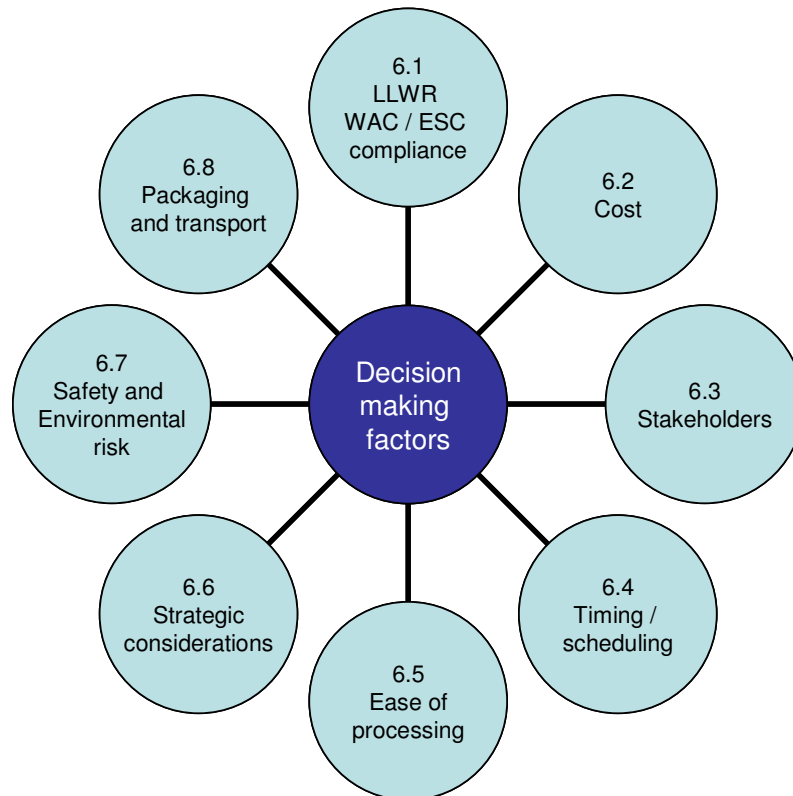 6.1
LLWR
WAC / ESC
compliance
6.2
Cost
6.3
Stakeholders
6.4
Timing /
scheduling
6.5
Ease of
processing
6.6
Strategic
considerations
6.7
Safety and
Environmental
risk
6.8
Packaging
and transport
Decision
making
factors